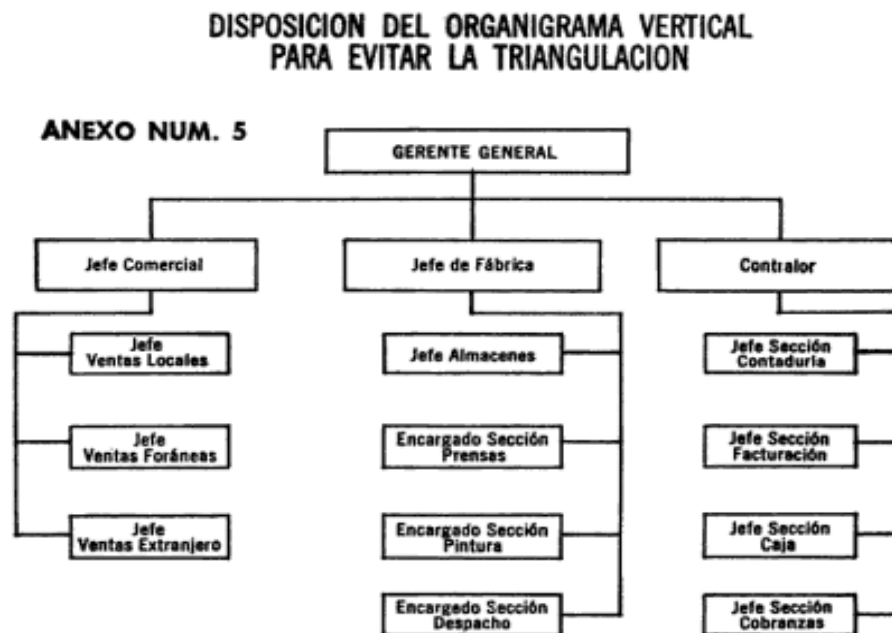 DISPOSICION DEL ORGANIGRAMA VERTICAL
PARA EVITAR LA TRIANGULACION
ANEXO NUM. 5
GERENTE GENERAL
Jefe Comercial
Jefe de Fábrica
Contralor
Jefe
Ventas Locales
Jefe Almacenes
Jefe Sección
Contaduría
Jefe
Ventas Foráneas
Encargado Sección
Prensas
Jefe Sección
Facturación
Jefe
Ventas Extranjero
Encargado Sección
Pintura
Jefe Sección
Caja
Encargado Sección
Despacho
Jefe Sección
Cobranzas